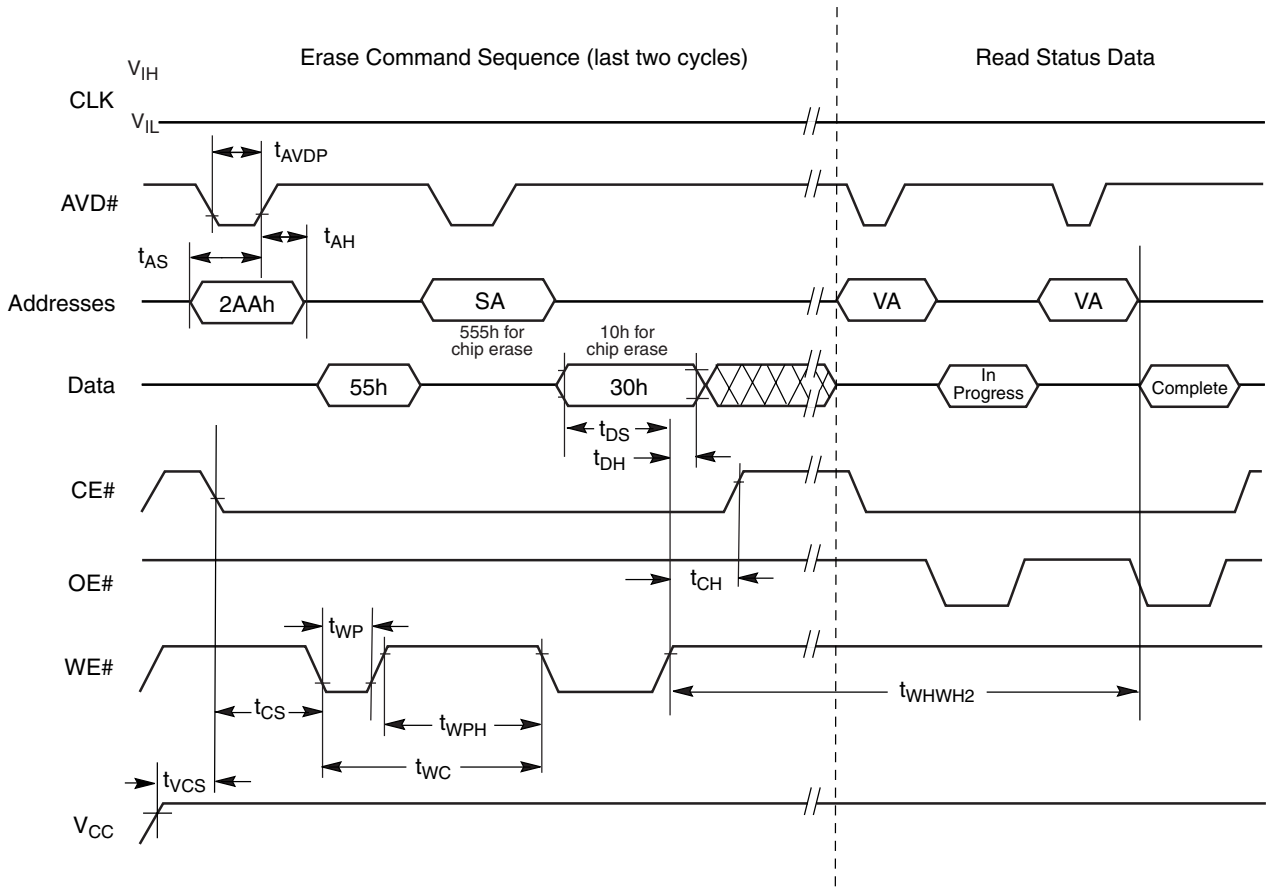 Erase Command Sequence (last two cycles)
Read Status Data
VIH
CLK
VIL
tAVDP
AVD#
tAH
tAS
Addresses
2AAh
SA
VA
VA
555h for
chip erase
10h for
chip erase
Data
55h
30h
In
Progress
Complete
tDS
tDH
CE#
OE#
tCH
tWP
WE#
tWHWH2
tCS
tWPH
tWC
tVCS
VCC